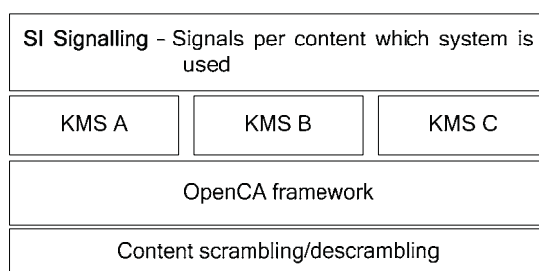 SI Signalling - Signals per content which system is
used
KMS A KMS B KMS C
OpenCA framework
Content scrambling/descrambling